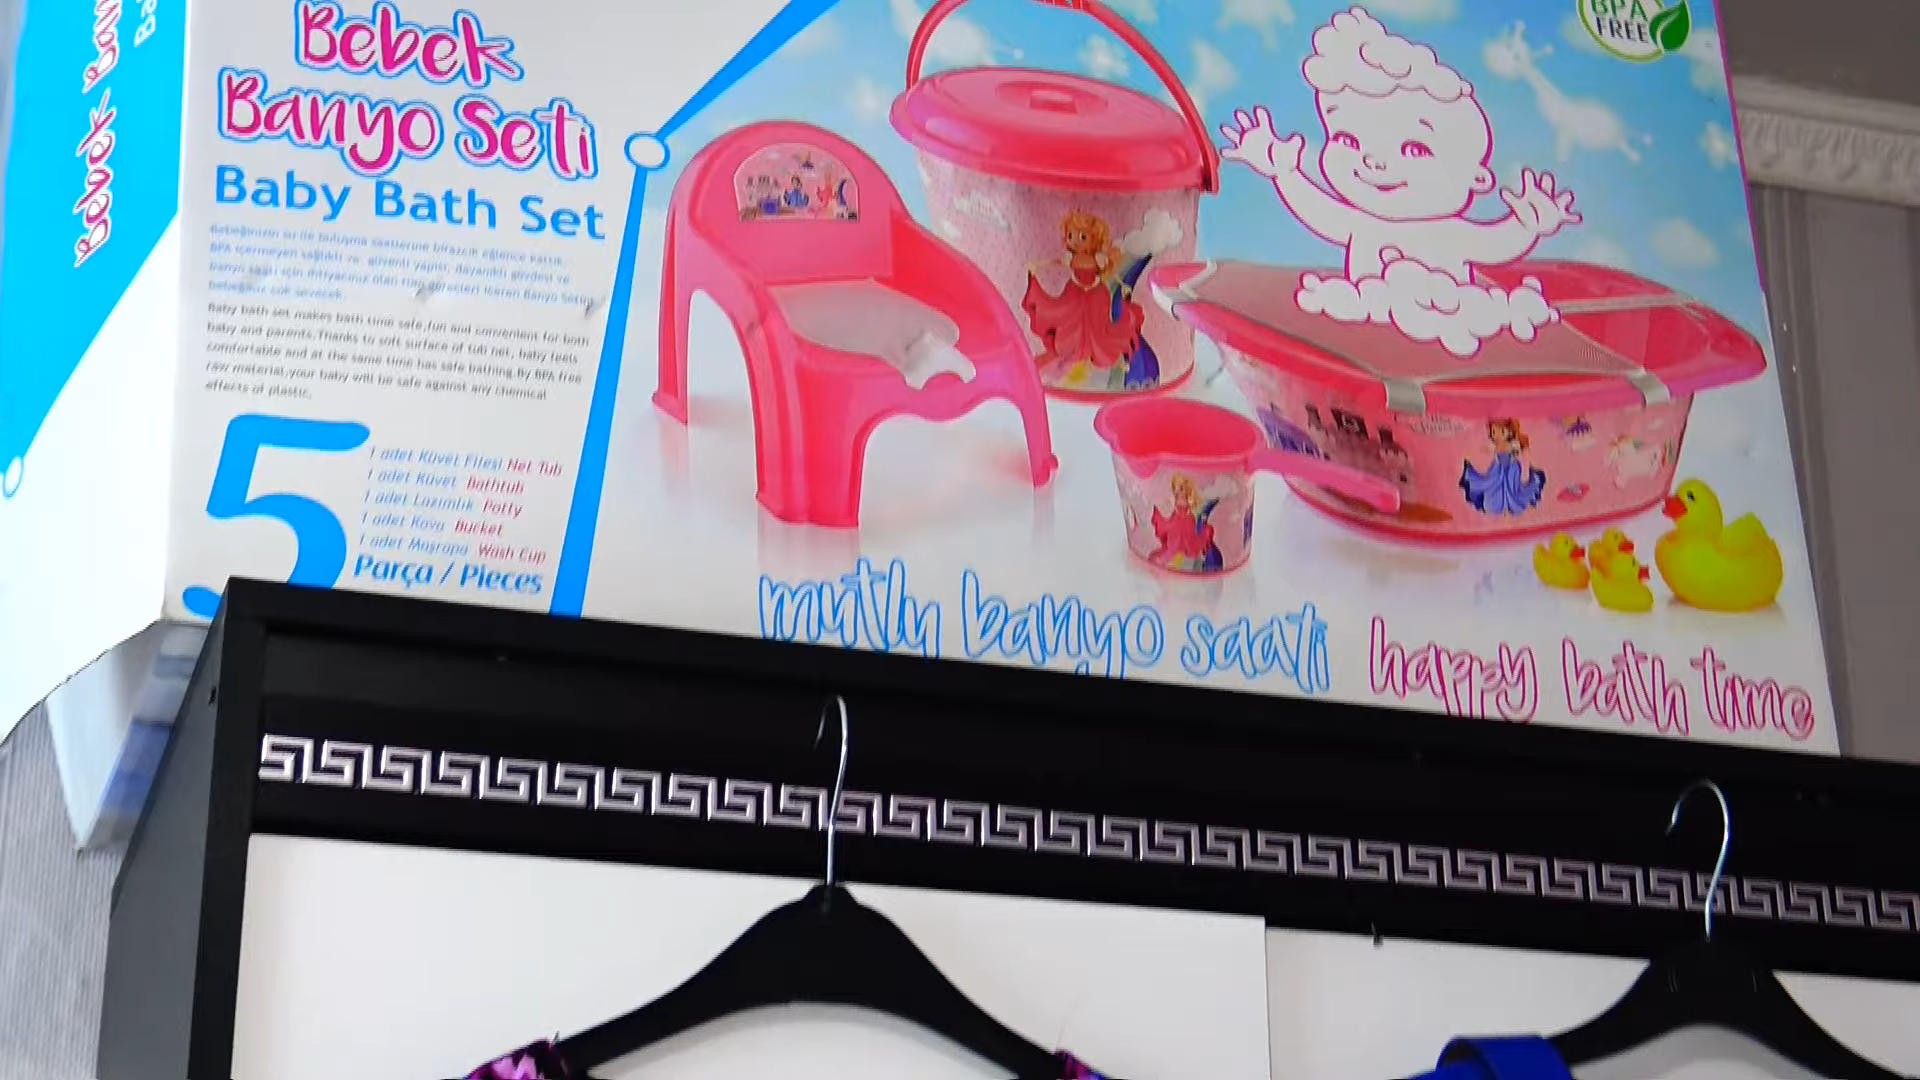 Bebek
Banyo Seti
Baby Bath Set
Baby bath set makes bath time safe,fun and convenient for both
baby and parents.Thanks to soft surface of tub net, baby feels
comfortable and at the same time has safe bathing.By BPA free
raw material,your baby will be safe against any chemical
effects of plastic.
5
1 adet Küvet Filesi Net Tub
1 adet Küvet Bathtub
1 adet Lazımlık Potty
1 adet Kova Bucket
1 adet Maşrapa Wash Cup
Parça / Pieces
BPA
FREE
mutlu banyo saati happy bath time
Bebek